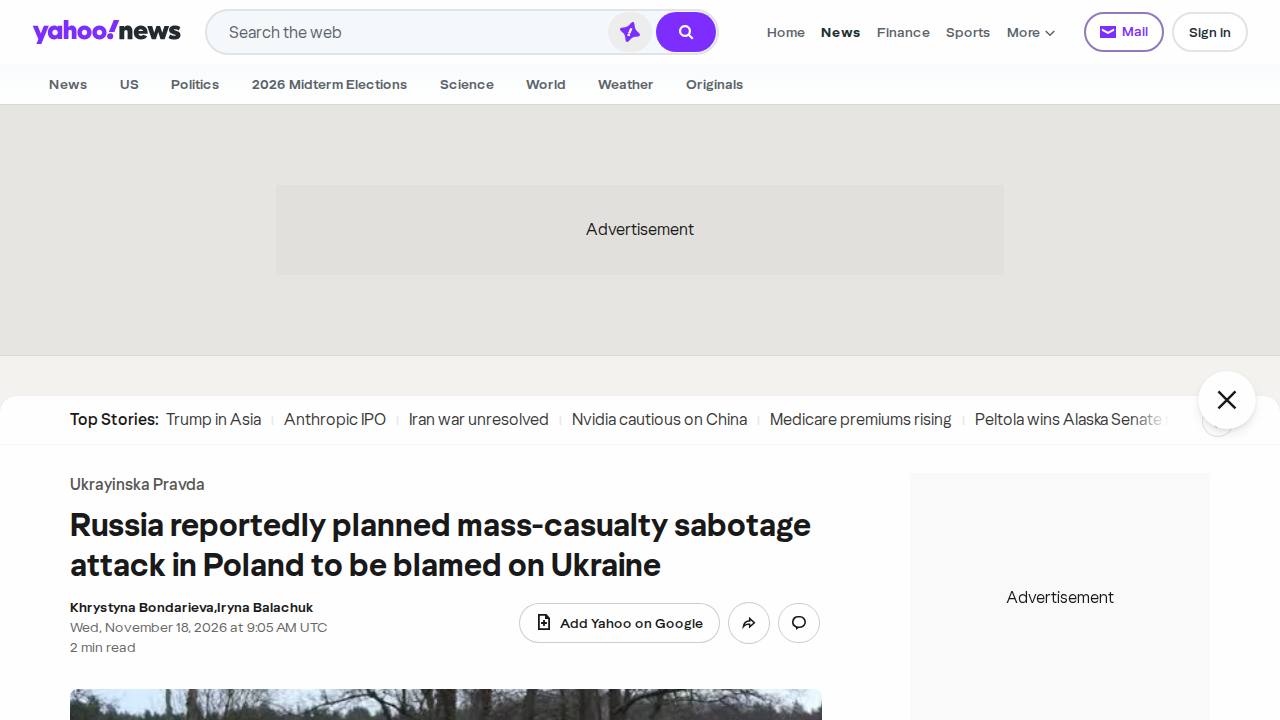 yahoo!news
Search the web
Home
News
Finance
Sports
More
Mail
Sign in
News
US
Politics
2026 Midterm Elections
Science
World
Weather
Originals
Advertisement
Top Stories:
Trump in Asia
Anthropic IPO
Iran war unresolved
Nvidia cautious on China
Medicare premiums rising
Peltola wins Alaska Senate
Ukrayinska Pravda
Russia reportedly planned mass-casualty sabotage
attack in Poland to be blamed on Ukraine
Khrystyna Bondarieva,Iryna Balachuk
Wed, November 18, 2026 at 9:05 AM UTC
2 min read
Add Yahoo on Google
Advertisement